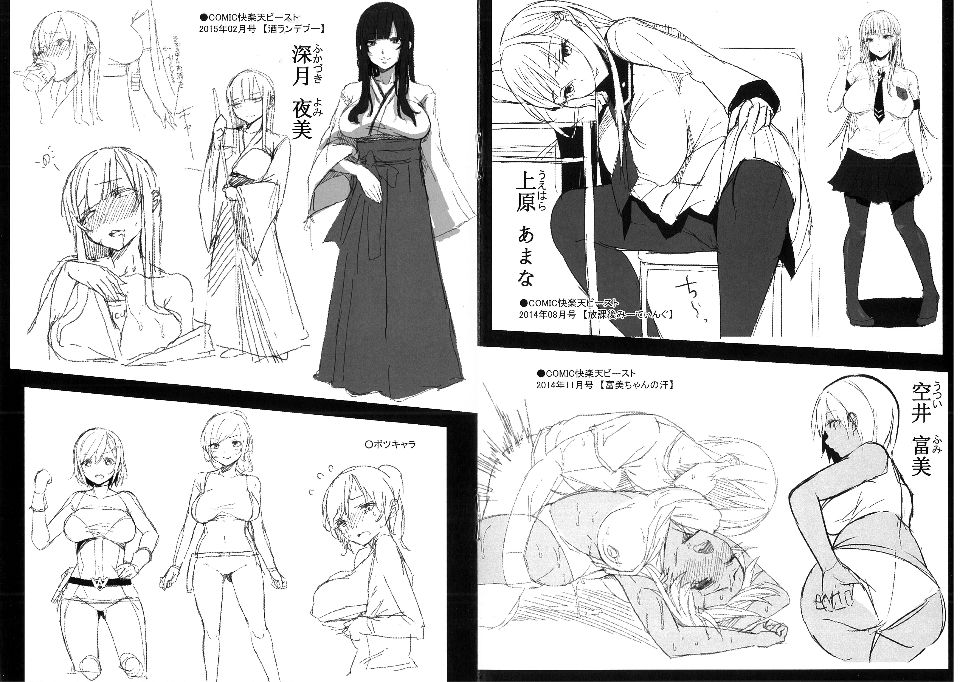 ●COMIC快楽天ビースト
2015年02月号 【酒ランデブー】
ふかづき よみ
深月 夜美
うえはら
上原 あまな
●COMIC快楽天ビースト
2014年08月号 【放課後みーてぃんぐ】
ち～っ
●COMIC快楽天ビースト
2014年11月号 【富美ちゃんの汗】
うつい ふみ
空井 富美
○ボツキャラ